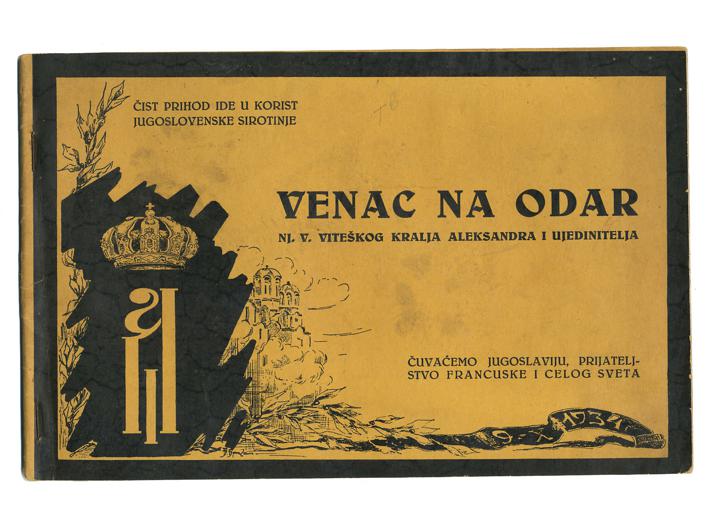 ČIST PRIHOD IDE U KORIST
JUGOSLOVENSKE SIROTINJE
VENAC NA ODAR
NJ. V. VITEŠKOG KRALJA ALEKSANDRA I UJEDINITELJA
ČUVAĆEMO JUGOSLAVIJU, PRIJATELJ-
STVO FRANCUSKE I CELOG SVETA
9-X-1934